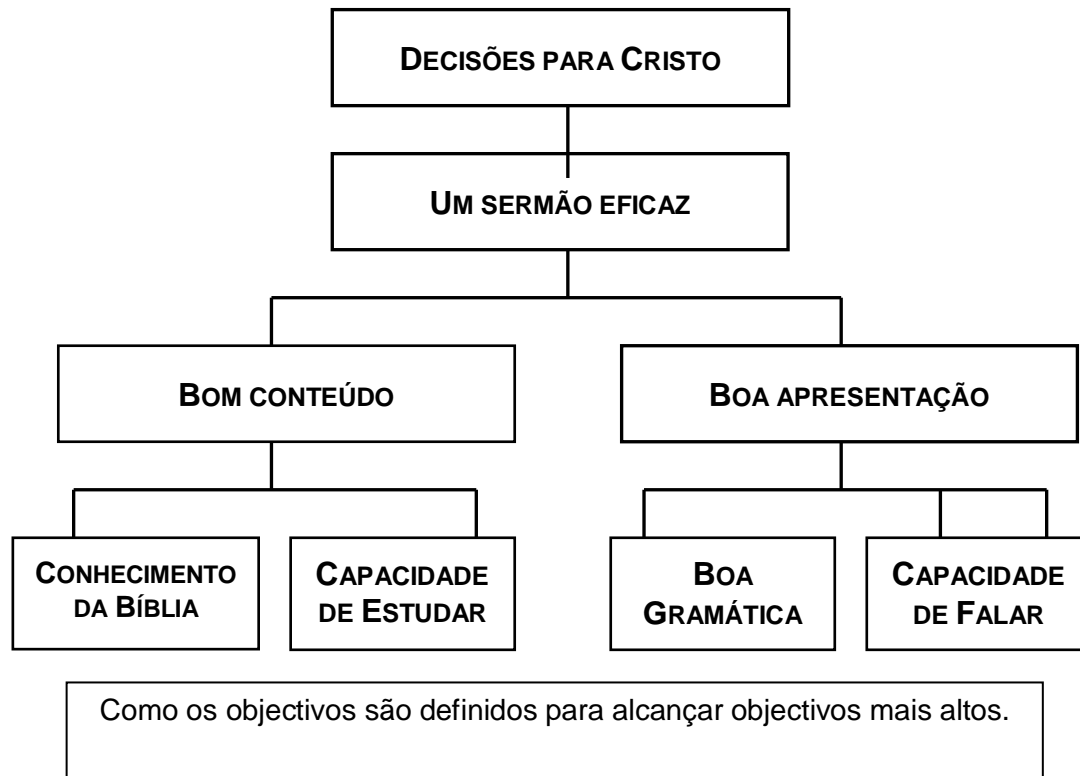 DECISÕES PARA CRISTO
UM SERMÃO EFICAZ
BOM CONTEÚDO
BOA APRESENTAÇÃO
CONHECIMENTO
DA BÍBLIA
CAPACIDADE
DE ESTUDAR
BOA
GRAMÁTICA
CAPACIDADE
DE FALAR
Como os objectivos são definidos para alcançar objectivos mais altos.